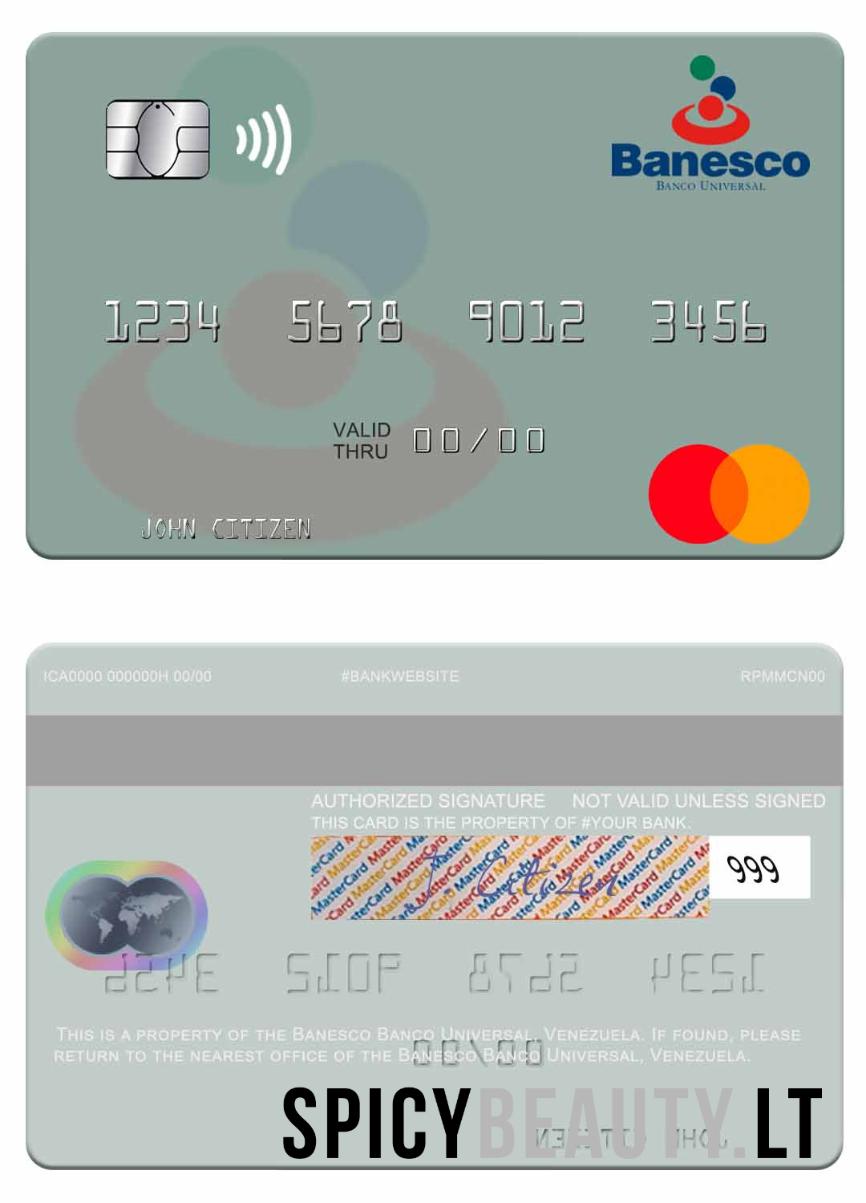 Banesco
BANCO UNIVERSAL
1234 5678 9012 3456
VALID
THRU 00/00
JOHN CITIZEN
ICA0000 000000H 00/00 #BANKWEBSITE RPMMCN00
AUTHORIZED SIGNATURE NOT VALID UNLESS SIGNED
THIS CARD IS THE PROPERTY OF #YOUR BANK.
MasterCard MasterCard MasterCard
J Citizen
999
THIS IS A PROPERTY OF THE BANESCO BANCO UNIVERSAL, VENEZUELA. IF FOUND, PLEASE
RETURN TO THE NEAREST OFFICE OF THE BANESCO BANCO UNIVERSAL, VENEZUELA.
SPICYBEAUTY.LT